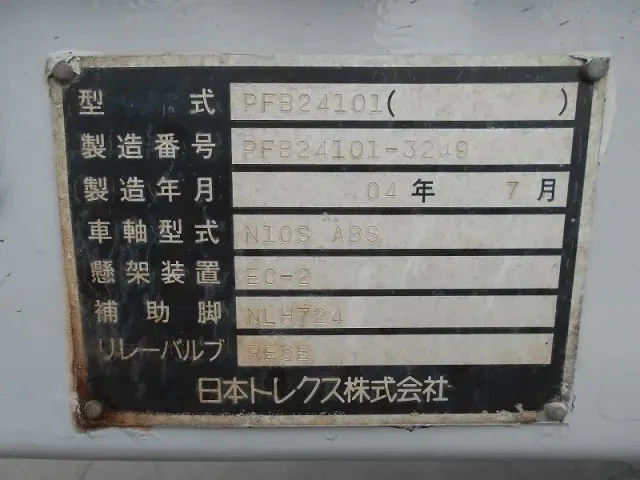 型 式 PFB24101( )
製造番号 PFB24101-3249
製造年月 04年 7月
車軸型式 N10S ABS
懸架装置 EC-2
補助脚 NLH724
リレーバルブ RE6E
日本トレクス株式会社